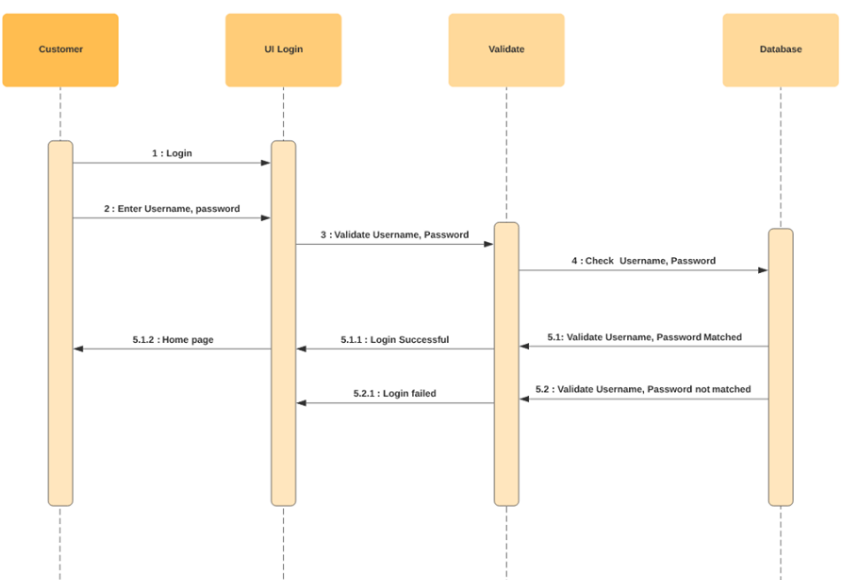 Customer
UI Login
Validate
Database
1 : Login
2 : Enter Username, password
3 : Validate Username, Password
4 : Check Username, Password
5.1.2 : Home page
5.1.1 : Login Successful
5.1: Validate Username, Password Matched
5.2.1 : Login failed
5.2 : Validate Username, Password not matched